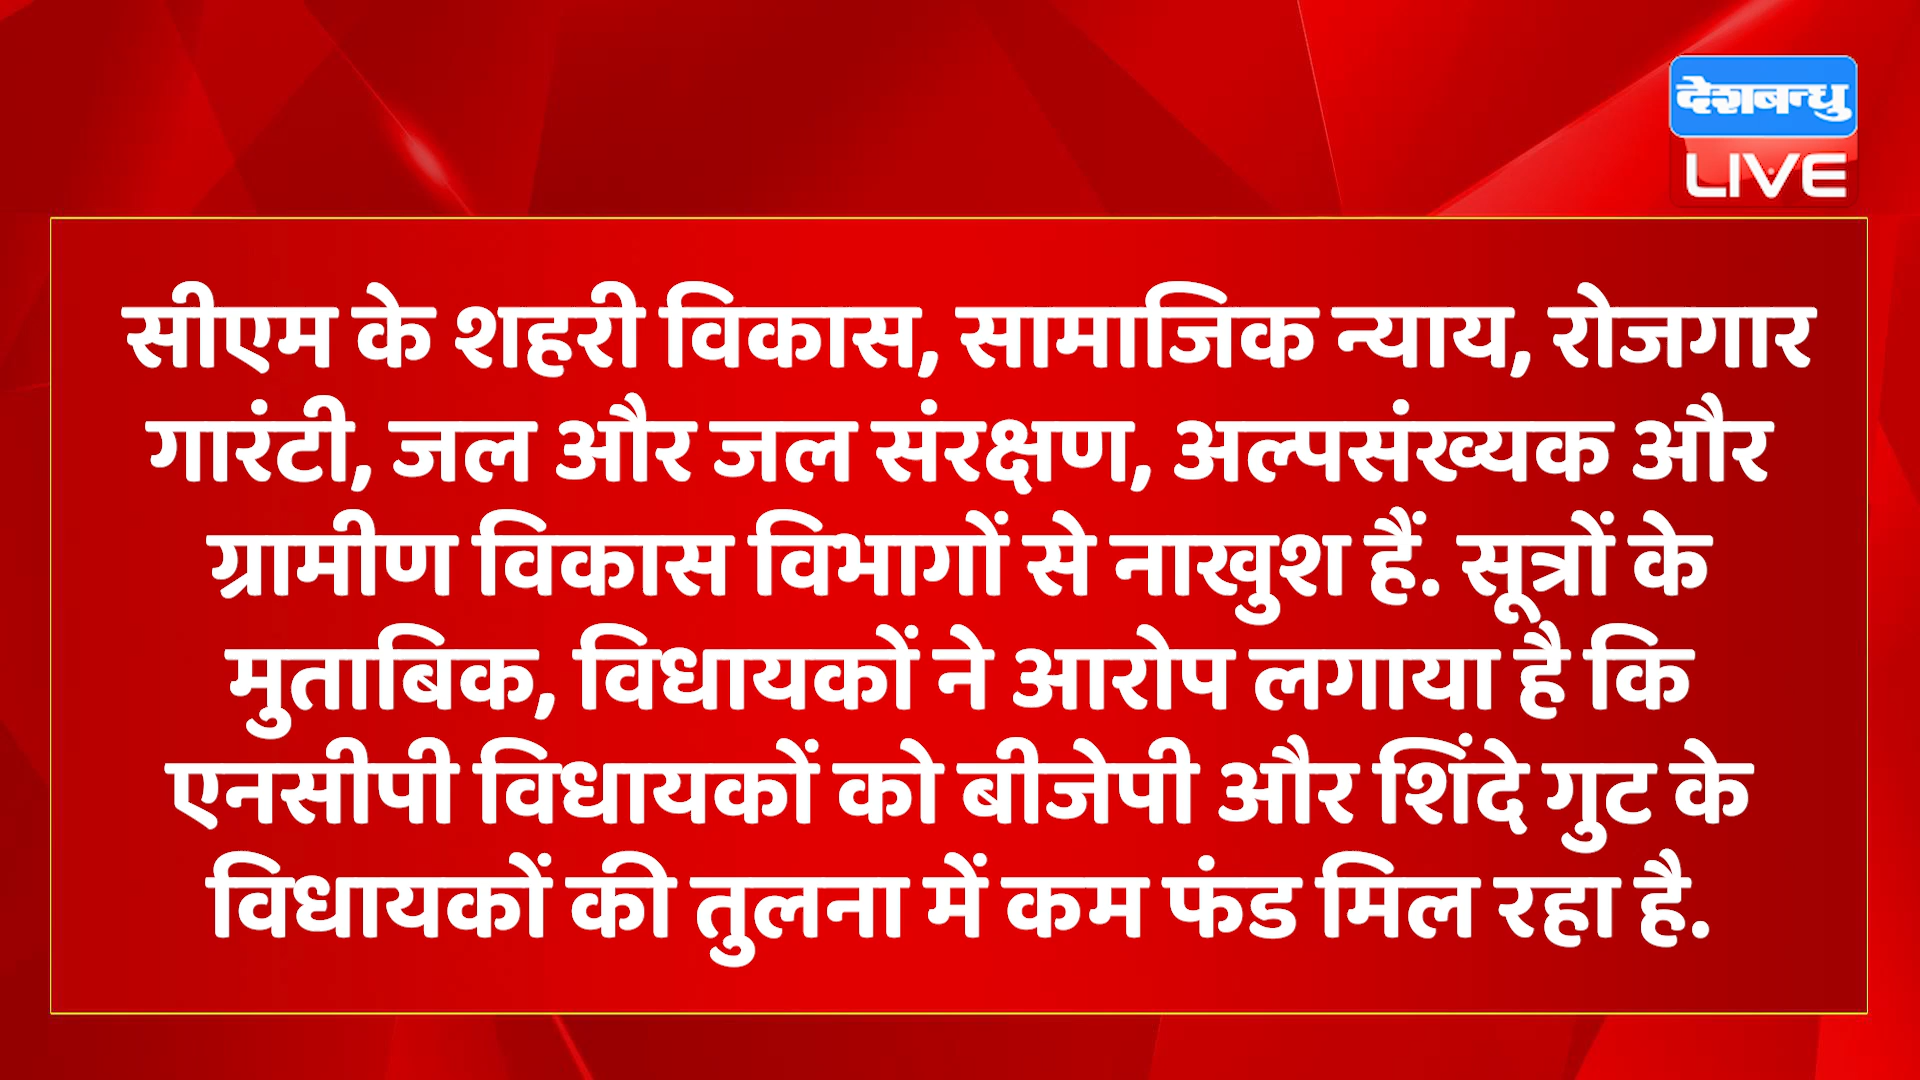 देशबन्धु
LIVE
सीएम के शहरी विकास, सामाजिक न्याय, रोजगार
गारंटी, जल और जल संरक्षण, अल्पसंख्यक और
ग्रामीण विकास विभागों से नाखुश हैं. सूत्रों के
मुताबिक, विधायकों ने आरोप लगाया है कि
एनसीपी विधायकों को बीजेपी और शिंदे गुट के
विधायकों की तुलना में कम फंड मिल रहा है.